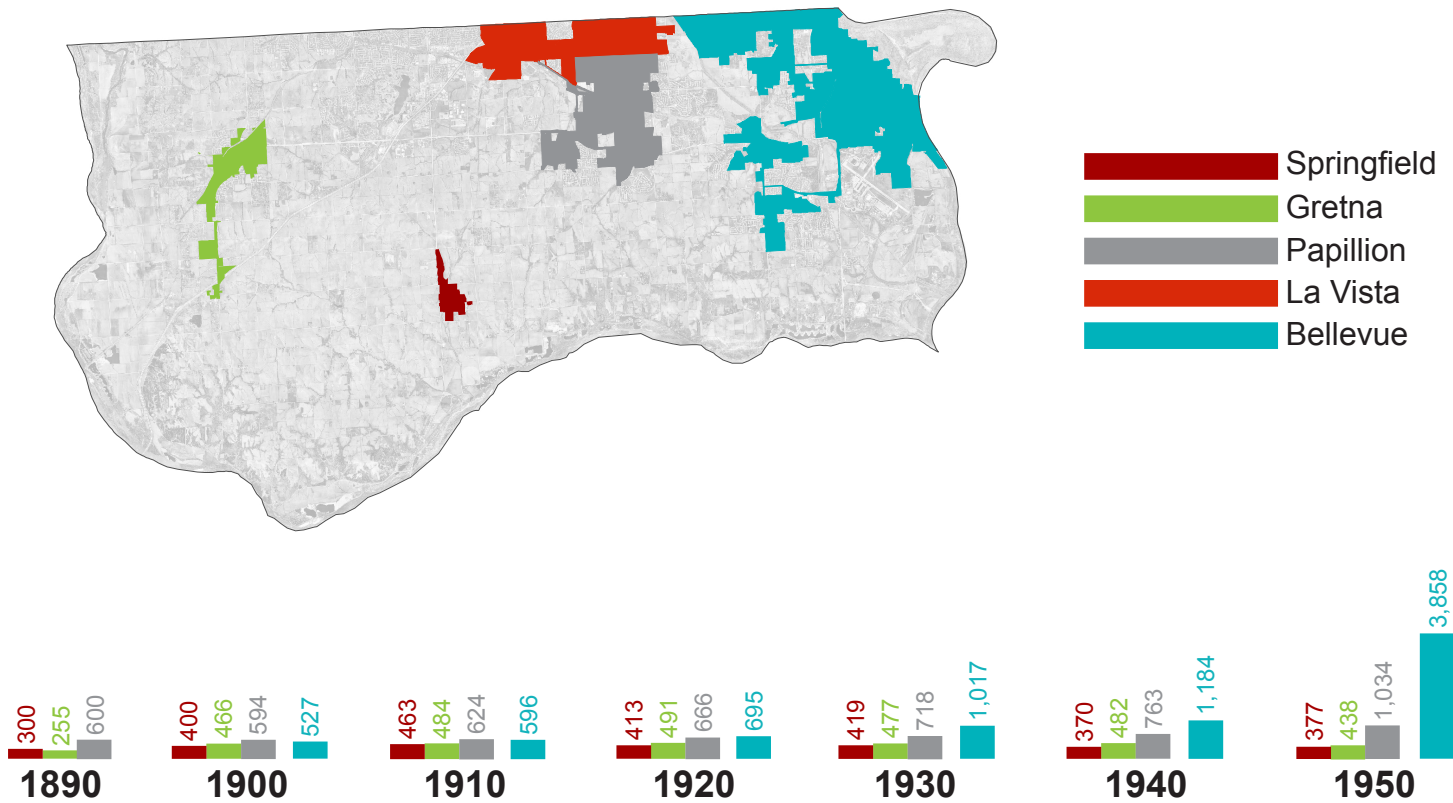 Springfield
Gretna
Papillion
La Vista
Bellevue
300 255 600
1890
400 466 594 527
1900
463 484 624 596
1910
413 491 666 695
1920
419 477 718 1,017
1930
370 482 763 1,184
1940
377 438 1,034 3,858
1950